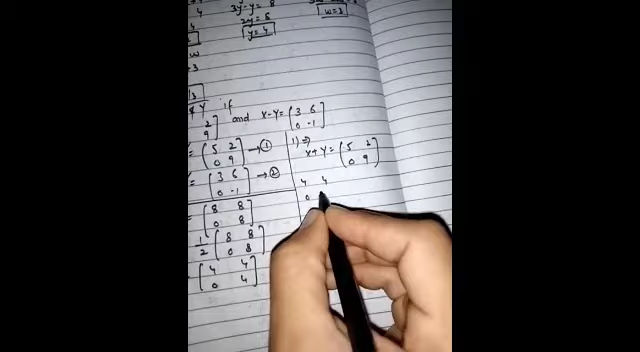 3y-y = 8
2y = 8
y = 4
w=3
& Y if
and X-Y = (3 6
0 -1)
2
9
= (5 2
0 9) → ①
= (3 6
0 -1) → ②
= (8 8
0 8)
1/2 (8 8
0 8)
(4 4
0 4)
1) ⇒
X+Y = (5 2
0 9)
4 4
0